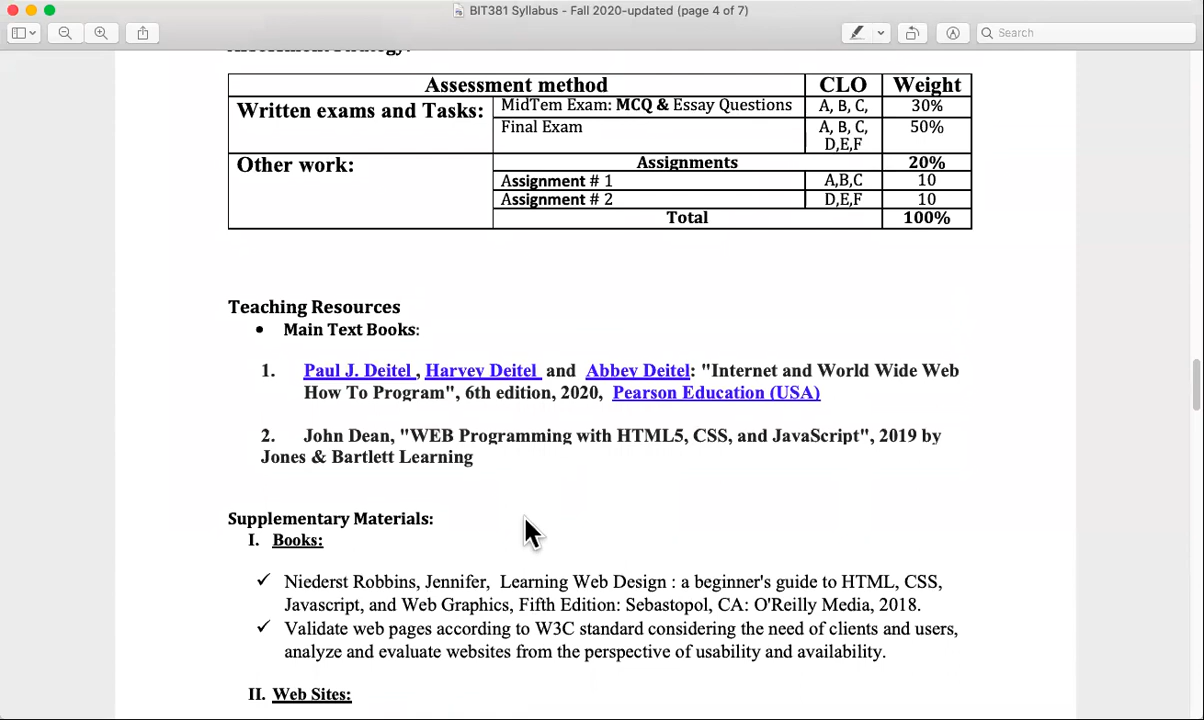 BIT381 Syllabus - Fall 2020-updated (page 4 of 7)
Search
Assessment method CLO Weight
Written exams and Tasks: MidTem Exam: MCQ & Essay Questions A, B, C, 30%
Final Exam A, B, C, D,E,F 50%
Other work: Assignments 20%
Assignment # 1 A,B,C 10
Assignment # 2 D,E,F 10
Total 100%
Teaching Resources
• Main Text Books:
1. Paul J. Deitel , Harvey Deitel and Abbey Deitel: "Internet and World Wide Web
How To Program", 6th edition, 2020, Pearson Education (USA)
2. John Dean, "WEB Programming with HTML5, CSS, and JavaScript", 2019 by
Jones & Bartlett Learning
Supplementary Materials:
I. Books:
✓ Niederst Robbins, Jennifer, Learning Web Design : a beginner's guide to HTML, CSS,
Javascript, and Web Graphics, Fifth Edition: Sebastopol, CA: O'Reilly Media, 2018.
✓ Validate web pages according to W3C standard considering the need of clients and users,
analyze and evaluate websites from the perspective of usability and availability.
II. Web Sites: